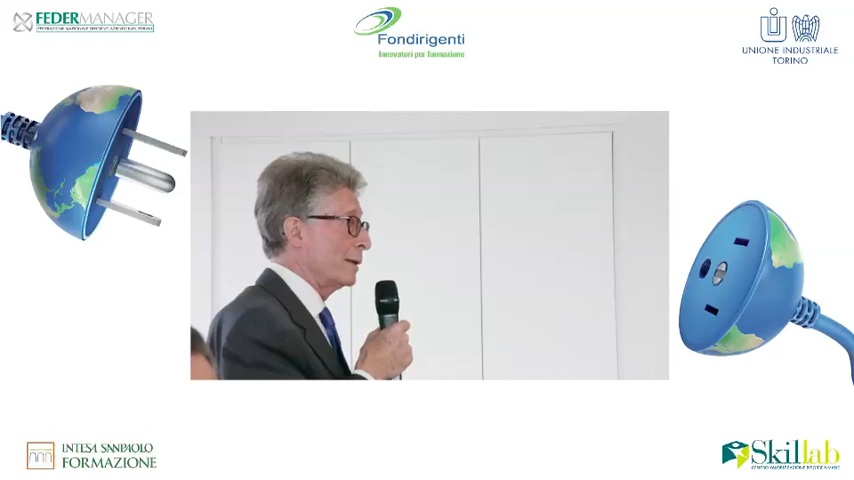 FEDERMANAGER
Fondirigenti
Innovatori per formazione
UNIONE INDUSTRIALE
TORINO
INTESA SANPAOLO
FORMAZIONE
Skillab